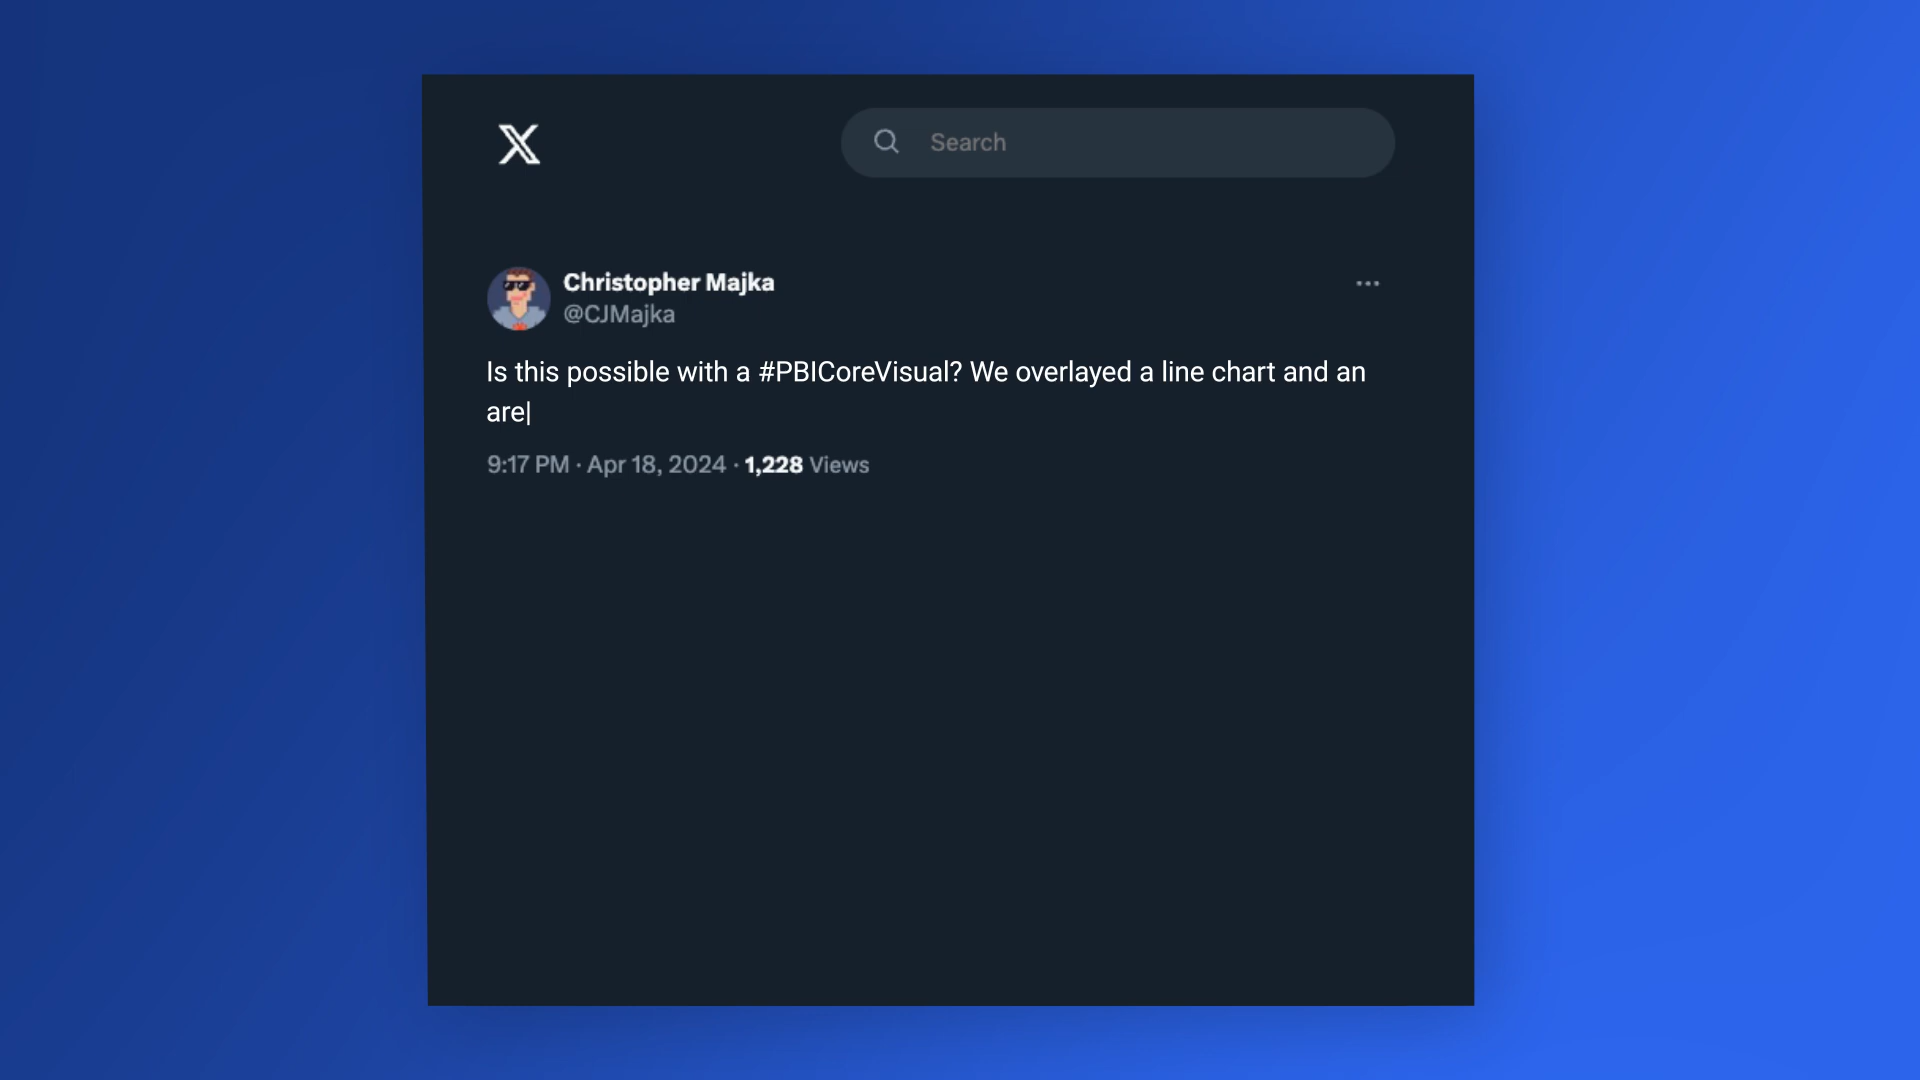 X
Search
Christopher Majka
@CJMajka
Is this possible with a #PBICoreVisual? We overlayed a line chart and an
are|
9:17 PM · Apr 18, 2024 · 1,228 Views